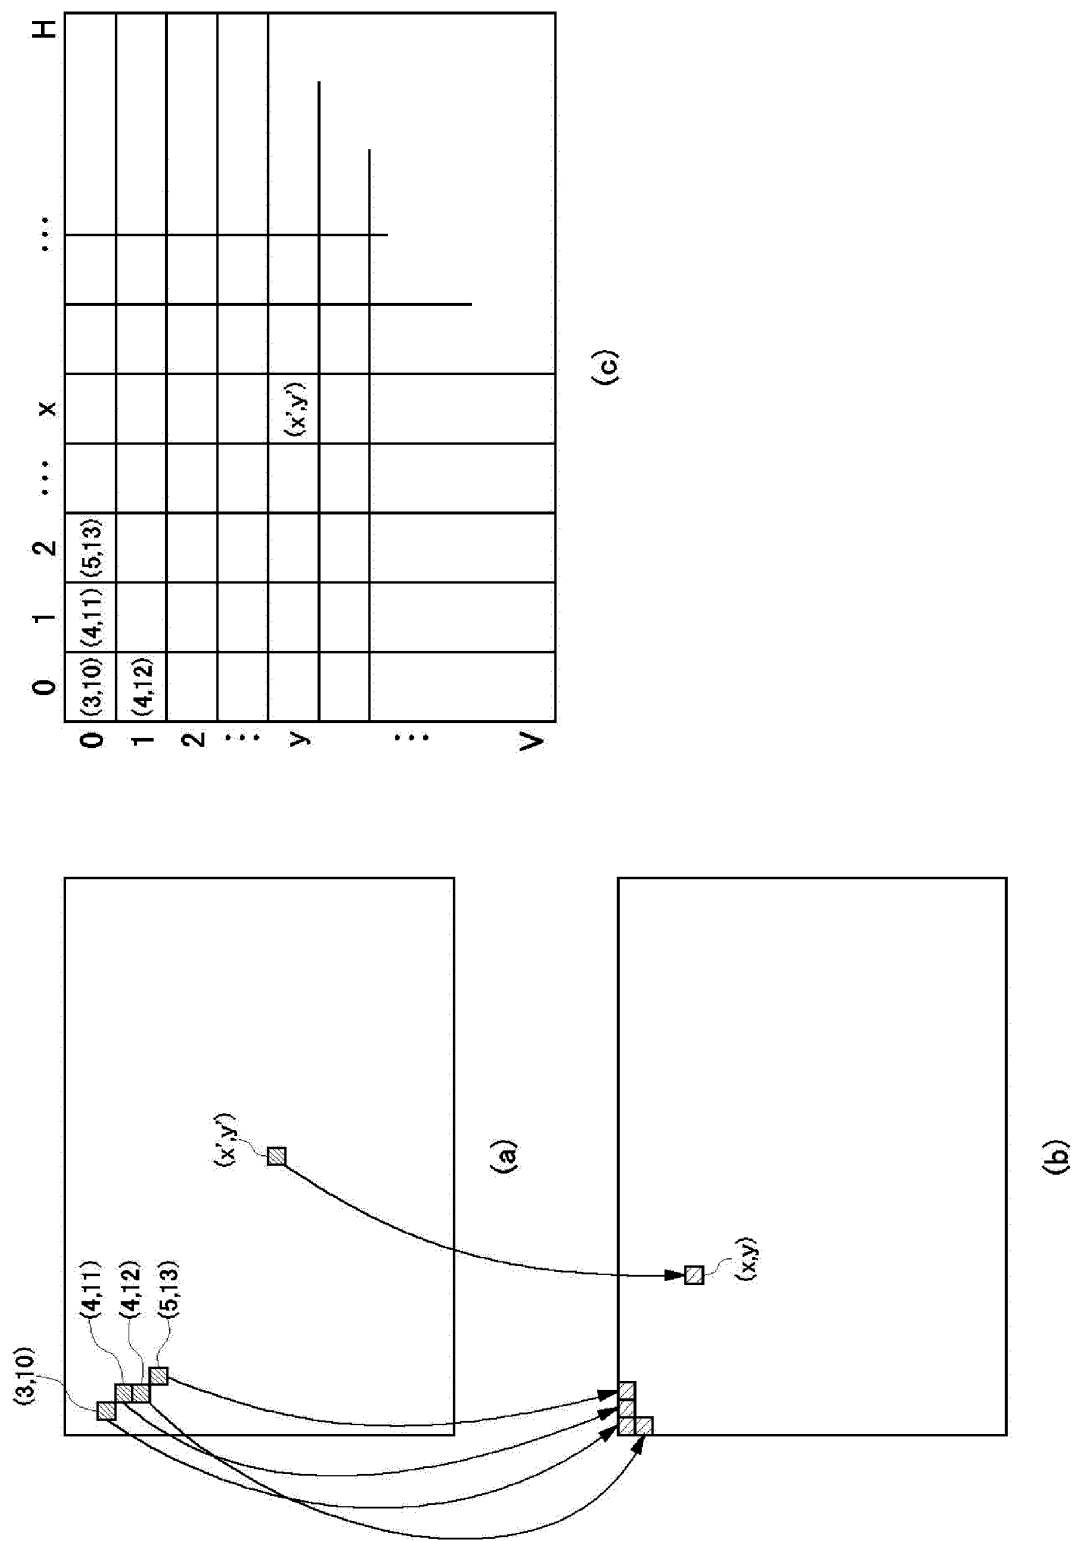 (3,10)
(4,11)
(4,12)
(5,13)
(x',y')
(a)
(x,y)
(b)
0 1 2 ... x ... H
0 (3,10) (4,11) (5,13)
1 (4,12)
2
...
y (x',y')
...
V
(c)